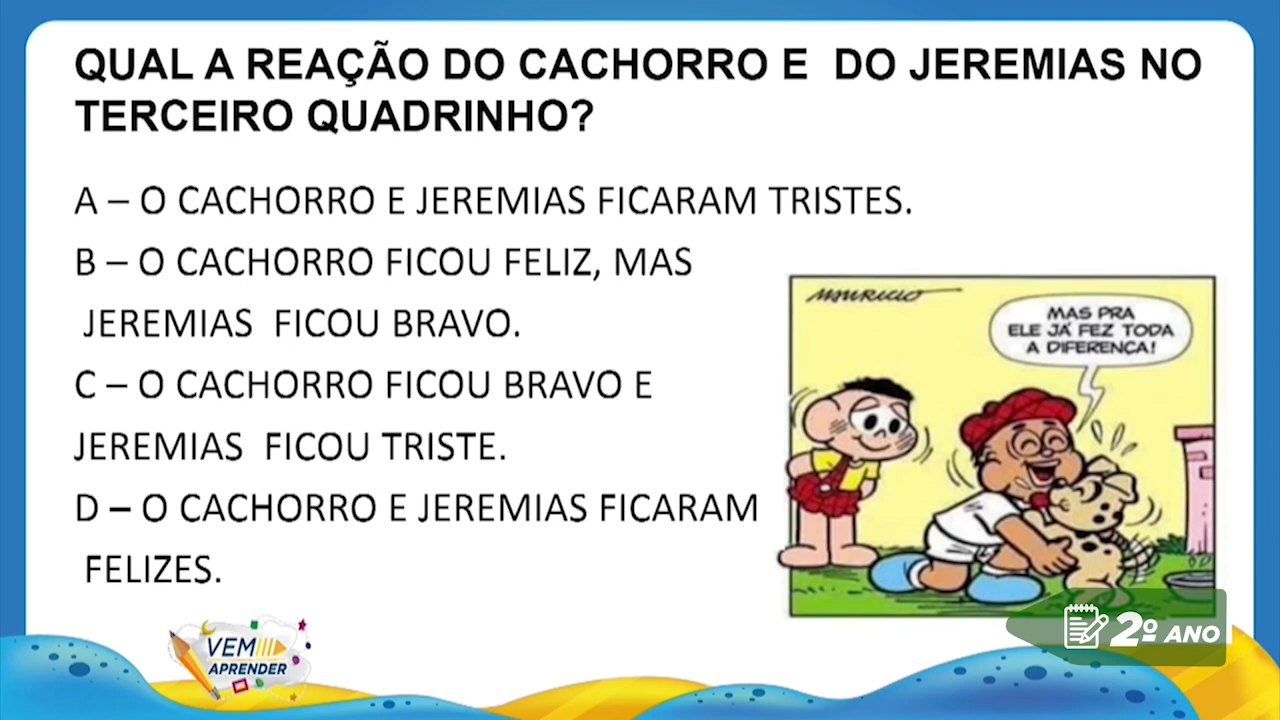 QUAL A REAÇÃO DO CACHORRO E DO JEREMIAS NO
TERCEIRO QUADRINHO?
A – O CACHORRO E JEREMIAS FICARAM TRISTES.
B – O CACHORRO FICOU FELIZ, MAS
JEREMIAS FICOU BRAVO.
C – O CACHORRO FICOU BRAVO E
JEREMIAS FICOU TRISTE.
D – O CACHORRO E JEREMIAS FICARAM
FELIZES.
MAURICIO
MAS PRA
ELE JÁ FEZ TODA
A DIFERENÇA!
VEM
APRENDER
2º ANO